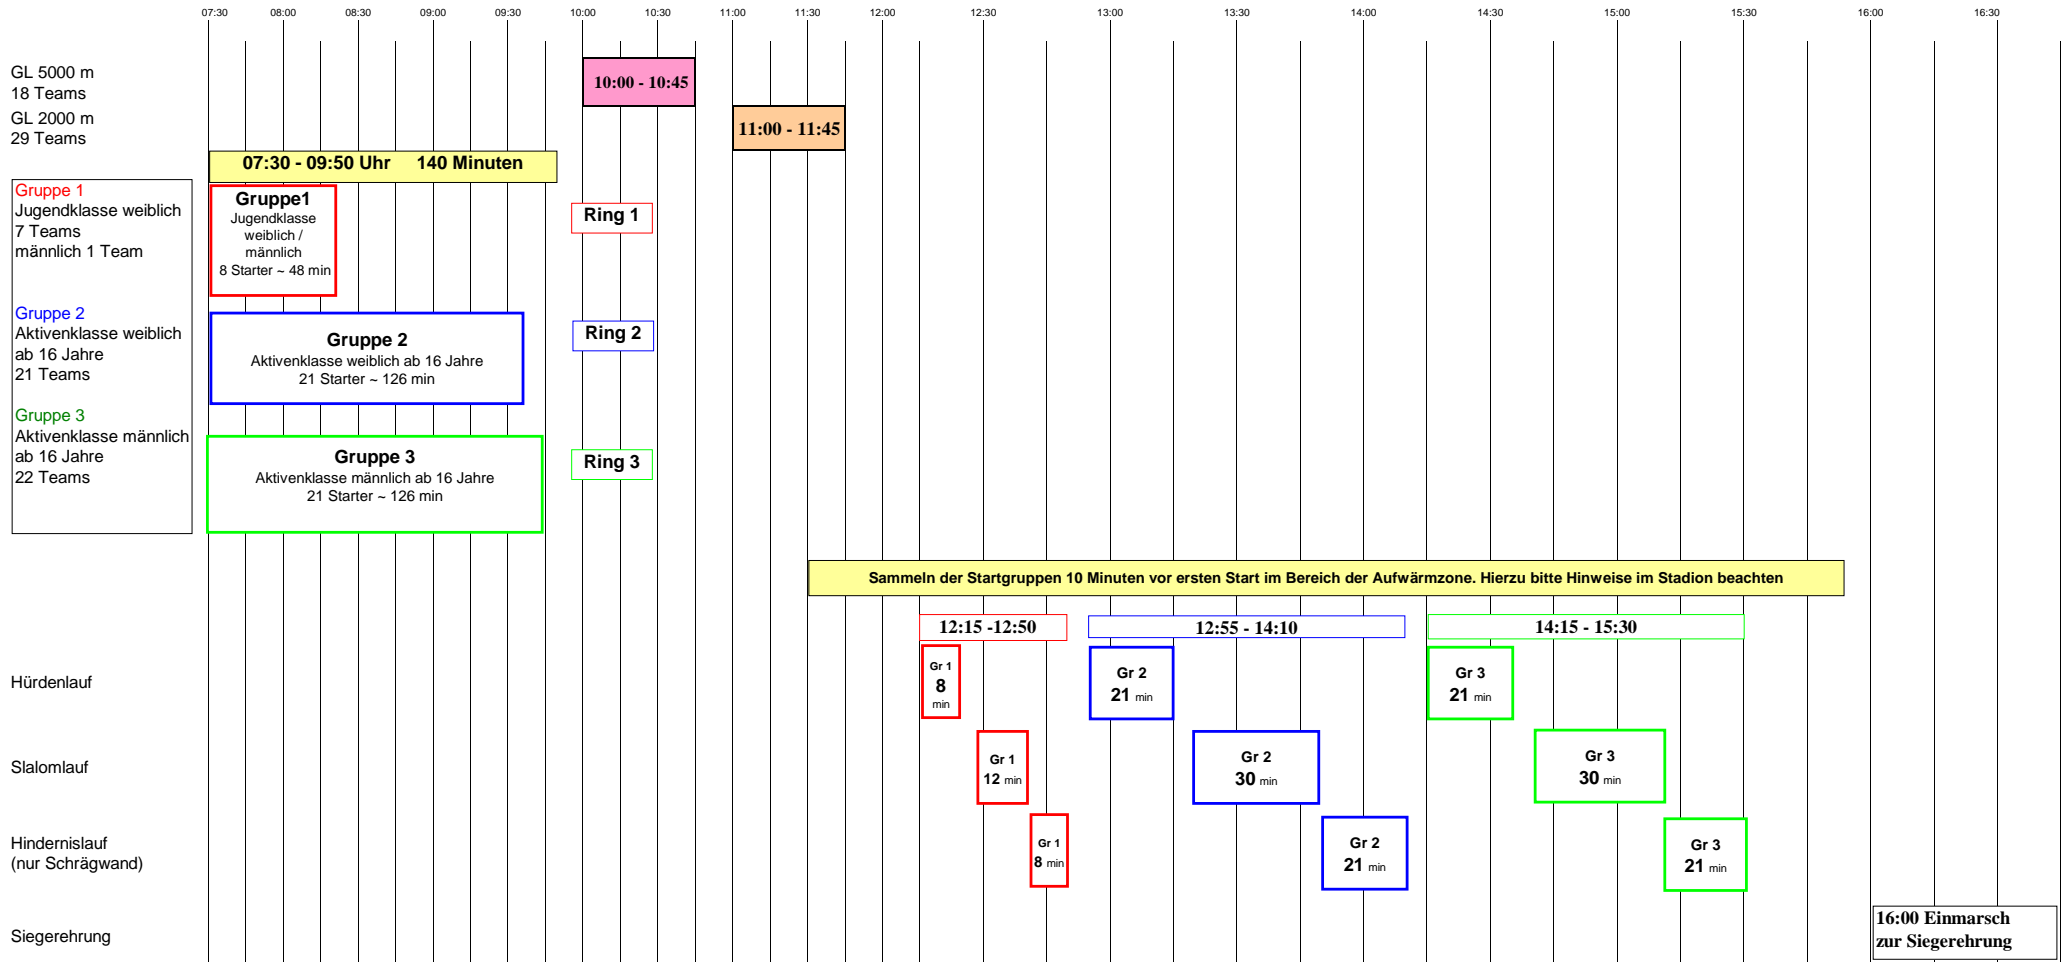 07:30 08:00 08:30 09:00 09:30 10:00 10:30 11:00 11:30 12:00 12:30 13:00 13:30 14:00 14:30 15:00 15:30 16:00 16:30
GL 5000 m
18 Teams
10:00 - 10:45
GL 2000 m
29 Teams
11:00 - 11:45
07:30 - 09:50 Uhr 140 Minuten
Gruppe 1
Jugendklasse weiblich
7 Teams
männlich 1 Team
Gruppe1
Jugendklasse
weiblich /
männlich
8 Starter ~ 48 min
Ring 1
Gruppe 2
Aktivenklasse weiblich
ab 16 Jahre
21 Teams
Gruppe 2
Aktivenklasse weiblich ab 16 Jahre
21 Starter ~ 126 min
Ring 2
Gruppe 3
Aktivenklasse männlich
ab 16 Jahre
22 Teams
Gruppe 3
Aktivenklasse männlich ab 16 Jahre
21 Starter ~ 126 min
Ring 3
Sammeln der Startgruppen 10 Minuten vor ersten Start im Bereich der Aufwärmzone. Hierzu bitte Hinweise im Stadion beachten
12:15 -12:50
12:55 - 14:10
14:15 - 15:30
Hürdenlauf
Gr 1
8
min
Gr 2
21 min
Gr 3
21 min
Slalomlauf
Gr 1
12 min
Gr 2
30 min
Gr 3
30 min
Hindernislauf
(nur Schrägwand)
Gr 1
8 min
Gr 2
21 min
Gr 3
21 min
Siegerehrung
16:00 Einmarsch
zur Siegerehrung